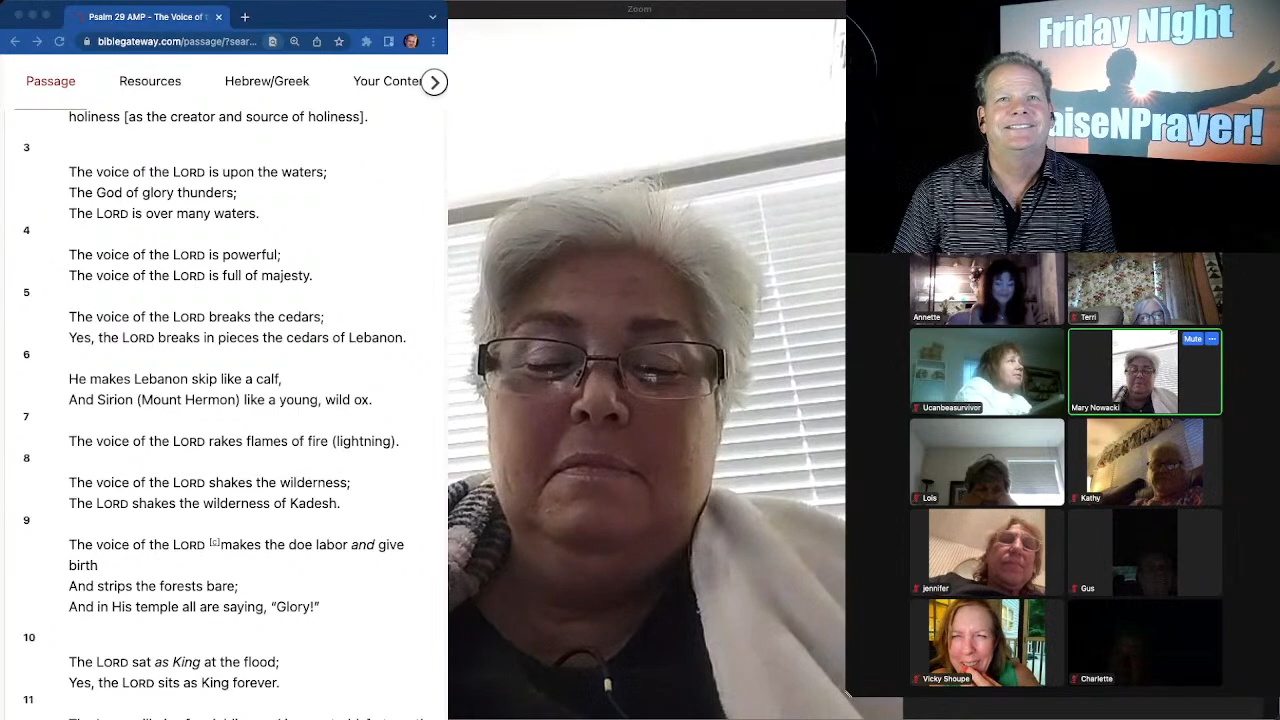 Psalm 29 AMP - The Voice of
biblegateway.com/passage/?sear...
Passage
Resources
Hebrew/Greek
Your Conte
holiness [as the creator and source of holiness].
3
The voice of the LORD is upon the waters;
The God of glory thunders;
The LORD is over many waters.
4
The voice of the LORD is powerful;
The voice of the LORD is full of majesty.
5
The voice of the LORD breaks the cedars;
Yes, the LORD breaks in pieces the cedars of Lebanon.
6
He makes Lebanon skip like a calf,
And Sirion (Mount Hermon) like a young, wild ox.
7
The voice of the LORD rakes flames of fire (lightning).
8
The voice of the LORD shakes the wilderness;
The LORD shakes the wilderness of Kadesh.
9
The voice of the LORD [c]makes the doe labor and give
birth
And strips the forests bare;
And in His temple all are saying, “Glory!”
10
The LORD sat as King at the flood;
Yes, the LORD sits as King forever.
11
Zoom
Friday Night
aiseNPrayer!
Annette
Terri
Ucanbeasurvivor
Mute
Mary Nowacki
Lois
Kathy
jennifer
Gus
Vicky Shoupe
Charlette